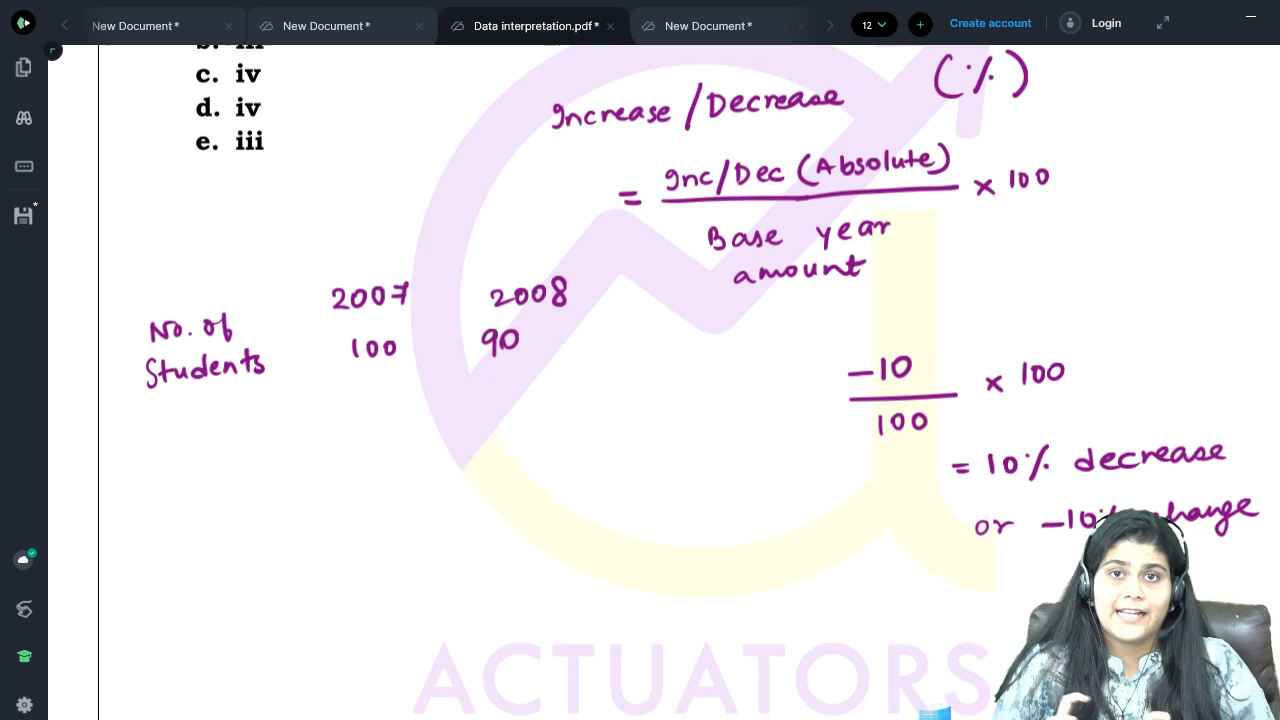 New Document * New Document * Data interpretation.pdf * New Document * 12 Create account Login
c. iv
d. iv
e. iii
Increase / Decrease (%)
= Inc/Dec (Absolute) × 100
Base year
amount
2007 2008
No. of
Students 100 90
-10 × 100
100
= 10% decrease
or -10% change
ACTUATORS